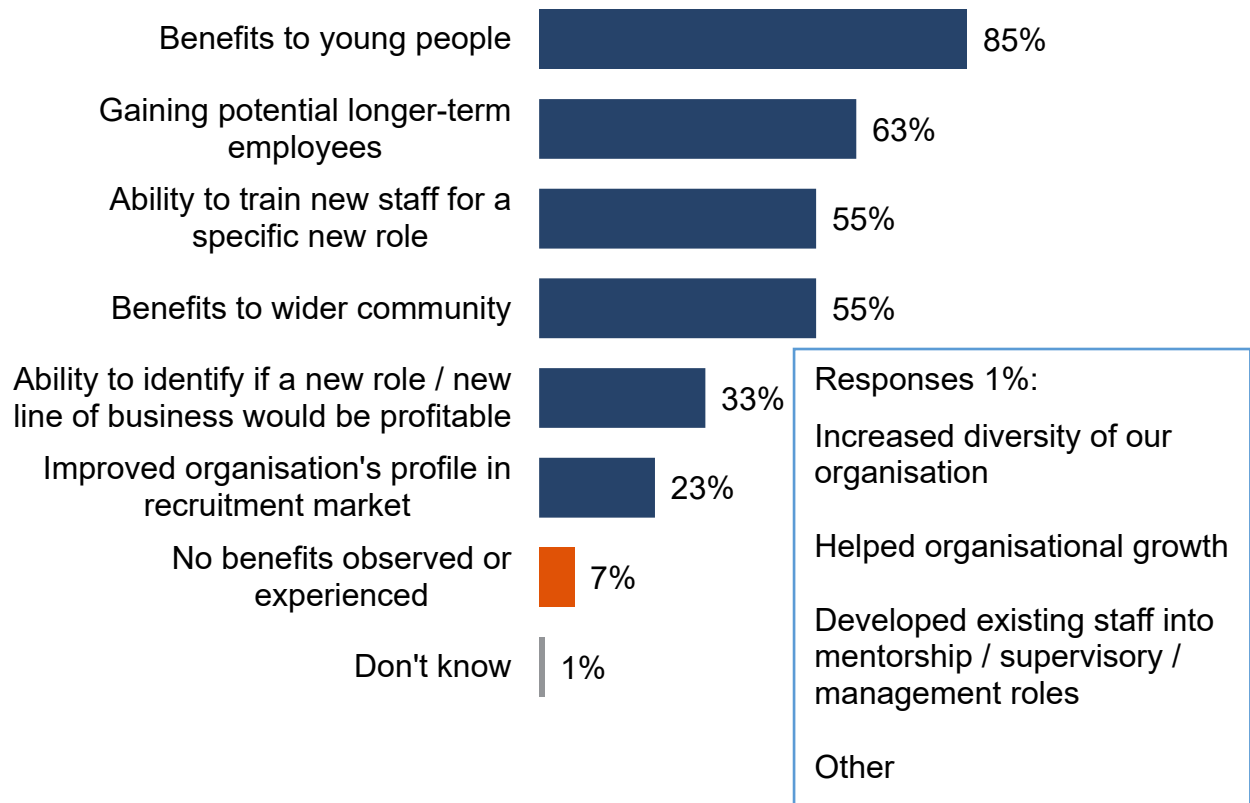 Benefits to young people
85%
Gaining potential longer-term
employees
63%
Ability to train new staff for a
specific new role
55%
Benefits to wider community
55%
Ability to identify if a new role / new
line of business would be profitable
33%
Improved organisation's profile in
recruitment market
23%
No benefits observed or
experienced
7%
Don't know
1%
Responses 1%:
Increased diversity of our
organisation
Helped organisational growth
Developed existing staff into
mentorship / supervisory /
management roles
Other